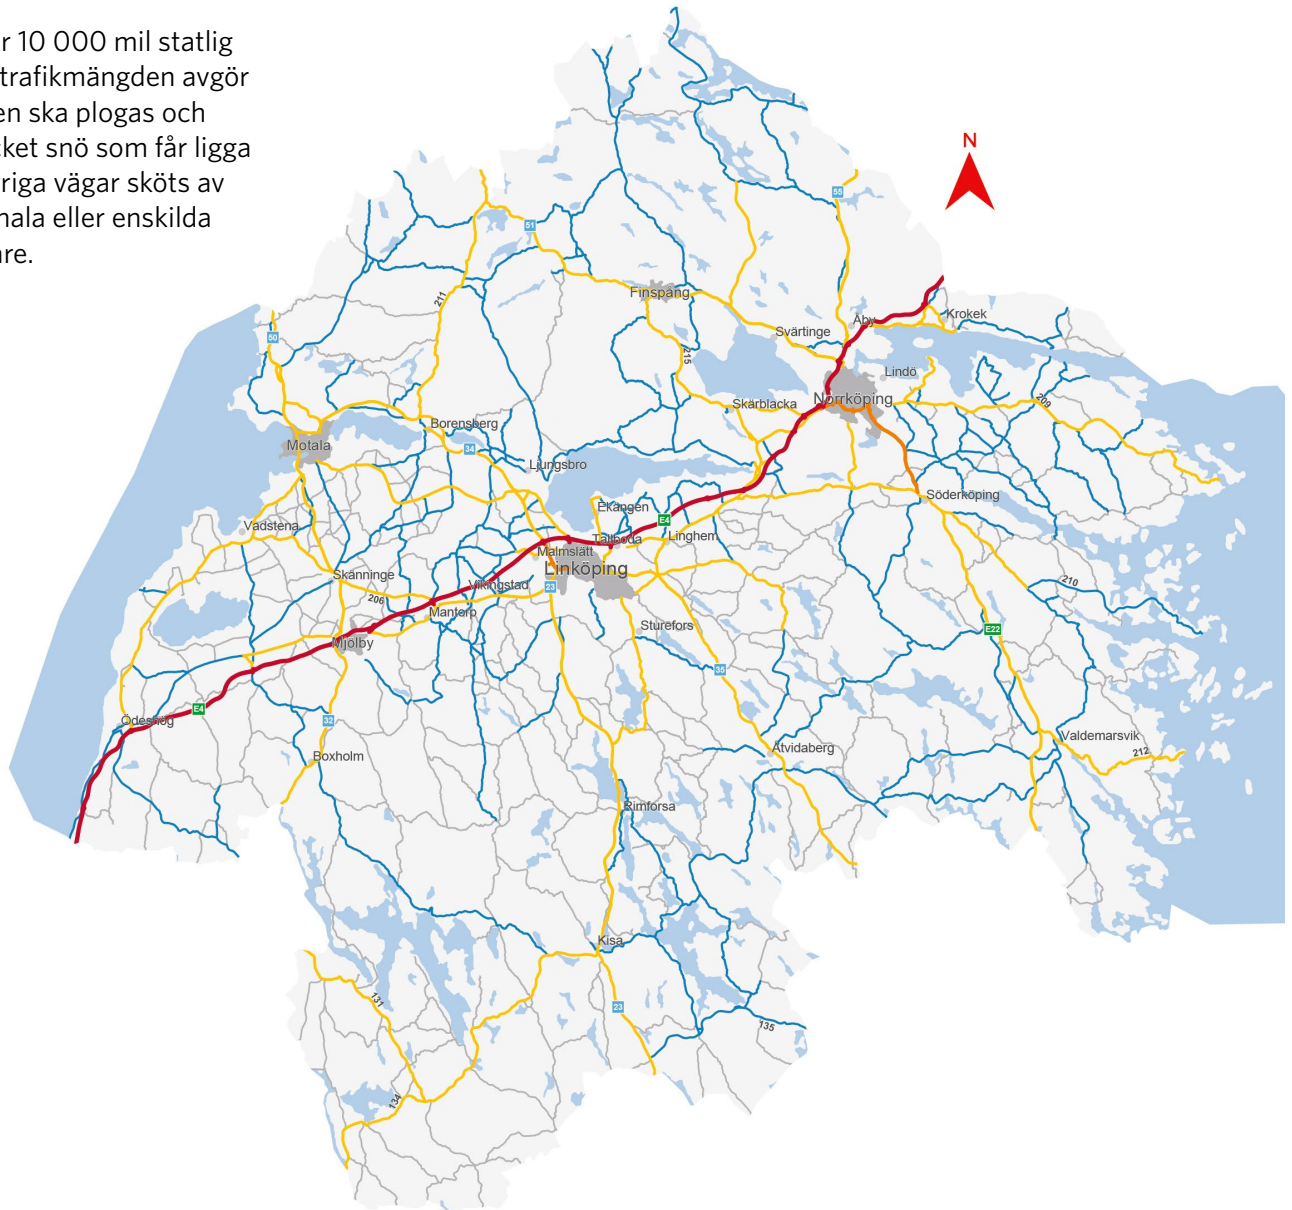 r 10 000 mil statlig
trafikmängden avgör
en ska plogas och
cket snö som får ligga
riga vägar sköts av
nala eller enskilda
are.
N
55
51
211
Finspång
50
Åby
Krokek
Svärtinge
215
Lindö
Skärblacka
Norrköping
209
Borensberg
Motala
34
Ljungsbro
Söderköping
Ekängen
Vadstena
E4
Linghem
Tallboda
Malmslätt
Linköping
Skänninge
Vikingstad
23
210
206
Mantorp
Sturefors
E22
Mjölby
35
E4
Ödeshög
32
Valdemarsvik
212
Boxholm
Åtvidaberg
Rimforsa
Kisa
131
23
135
134